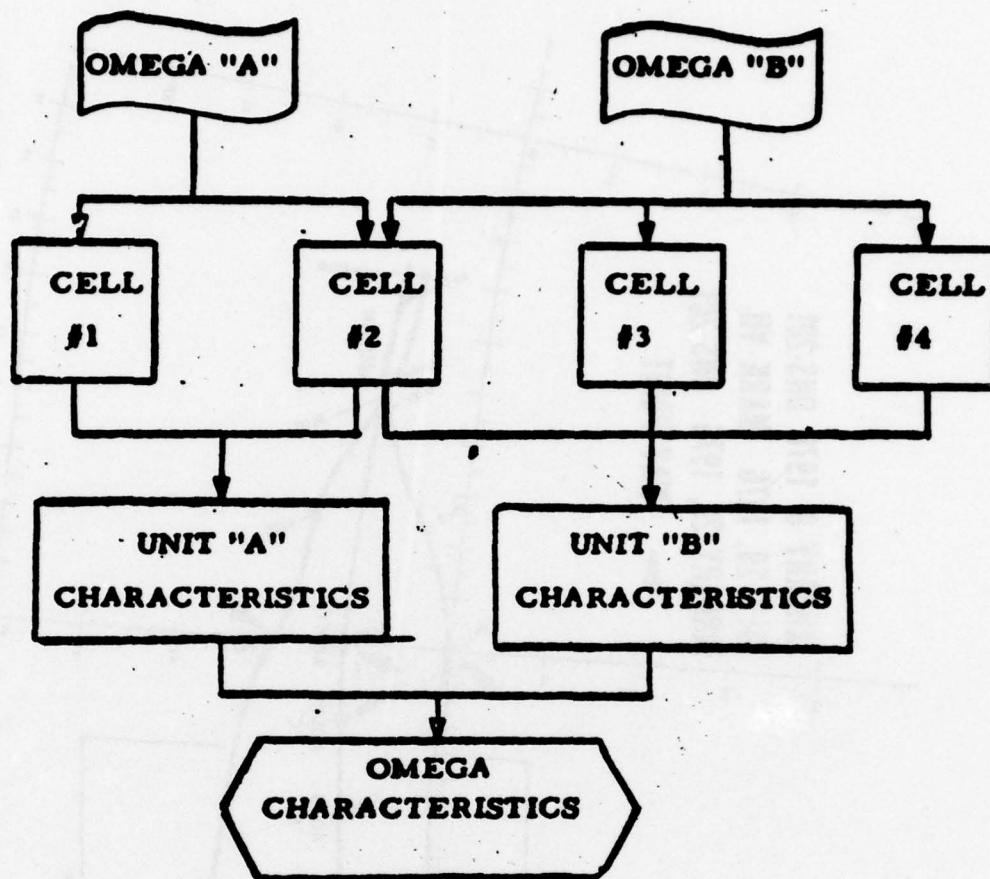 OMEGA "A"
OMEGA "B"
CELL
#1
CELL
#2
CELL
#3
CELL
#4
UNIT "A"
CHARACTERISTICS
UNIT "B"
CHARACTERISTICS
OMEGA
CHARACTERISTICS